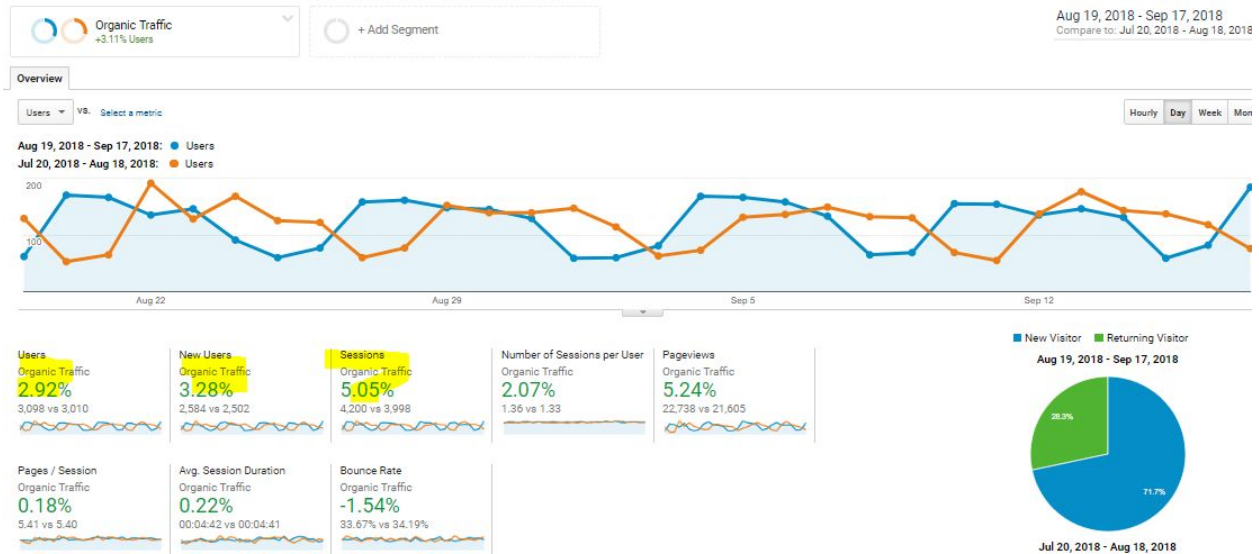 Organic Traffic
+3.11% Users
+ Add Segment
Aug 19, 2018 - Sep 17, 2018
Compare to: Jul 20, 2018 - Aug 18, 2018
Overview
Users VS. Select a metric
Hourly Day Week Mon
Aug 19, 2018 - Sep 17, 2018: Users
Jul 20, 2018 - Aug 18, 2018: Users
200
100
Aug 22 Aug 29 Sep 5 Sep 12
Users
Organic Traffic
2.92%
3,098 vs 3,010
New Users
Organic Traffic
3.28%
2,584 vs 2,502
Sessions
Organic Traffic
5.05%
4,200 vs 3,998
Number of Sessions per User
Organic Traffic
2.07%
1.36 vs 1.33
Pageviews
Organic Traffic
5.24%
22,738 vs 21,605
Pages / Session
Organic Traffic
0.18%
5.41 vs 5.40
Avg. Session Duration
Organic Traffic
0.22%
00:04:42 vs 00:04:41
Bounce Rate
Organic Traffic
-1.54%
33.67% vs 34.19%
New Visitor Returning Visitor
Aug 19, 2018 - Sep 17, 2018
28.3%
71.7%
Jul 20, 2018 - Aug 18, 2018